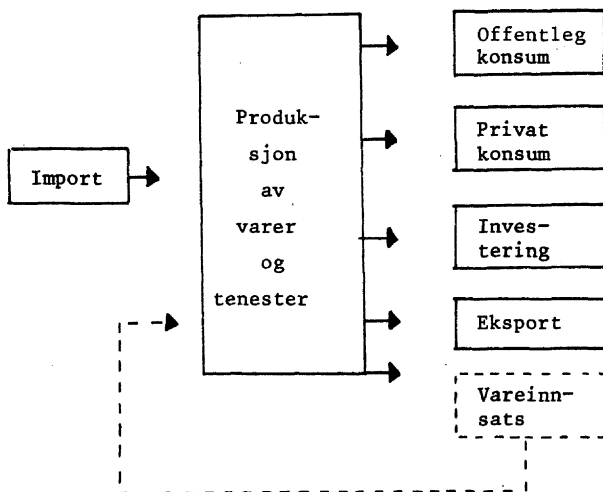 Import
Produk-
sjon
av
varer
og
tenester
Offentleg
konsum
Privat
konsum
Inves-
tering
Eksport
Vareinn-
sats